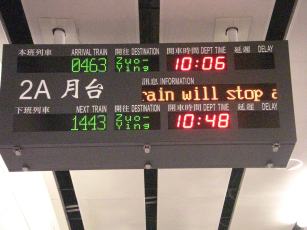 本班列車 ARRIVAL TRAIN 開往 DESTINATION 開車時間 DEPT TIME 延遲 DELAY
0463 Zuo-Ying 10:06
2A 月台 訊息 INFORMATION
ain will stop a
下班列車 NEXT TRAIN 開往 DESTINATION 開車時間 DEPT TIME 延遲 DELAY
1443 Zuo-Ying 10:48